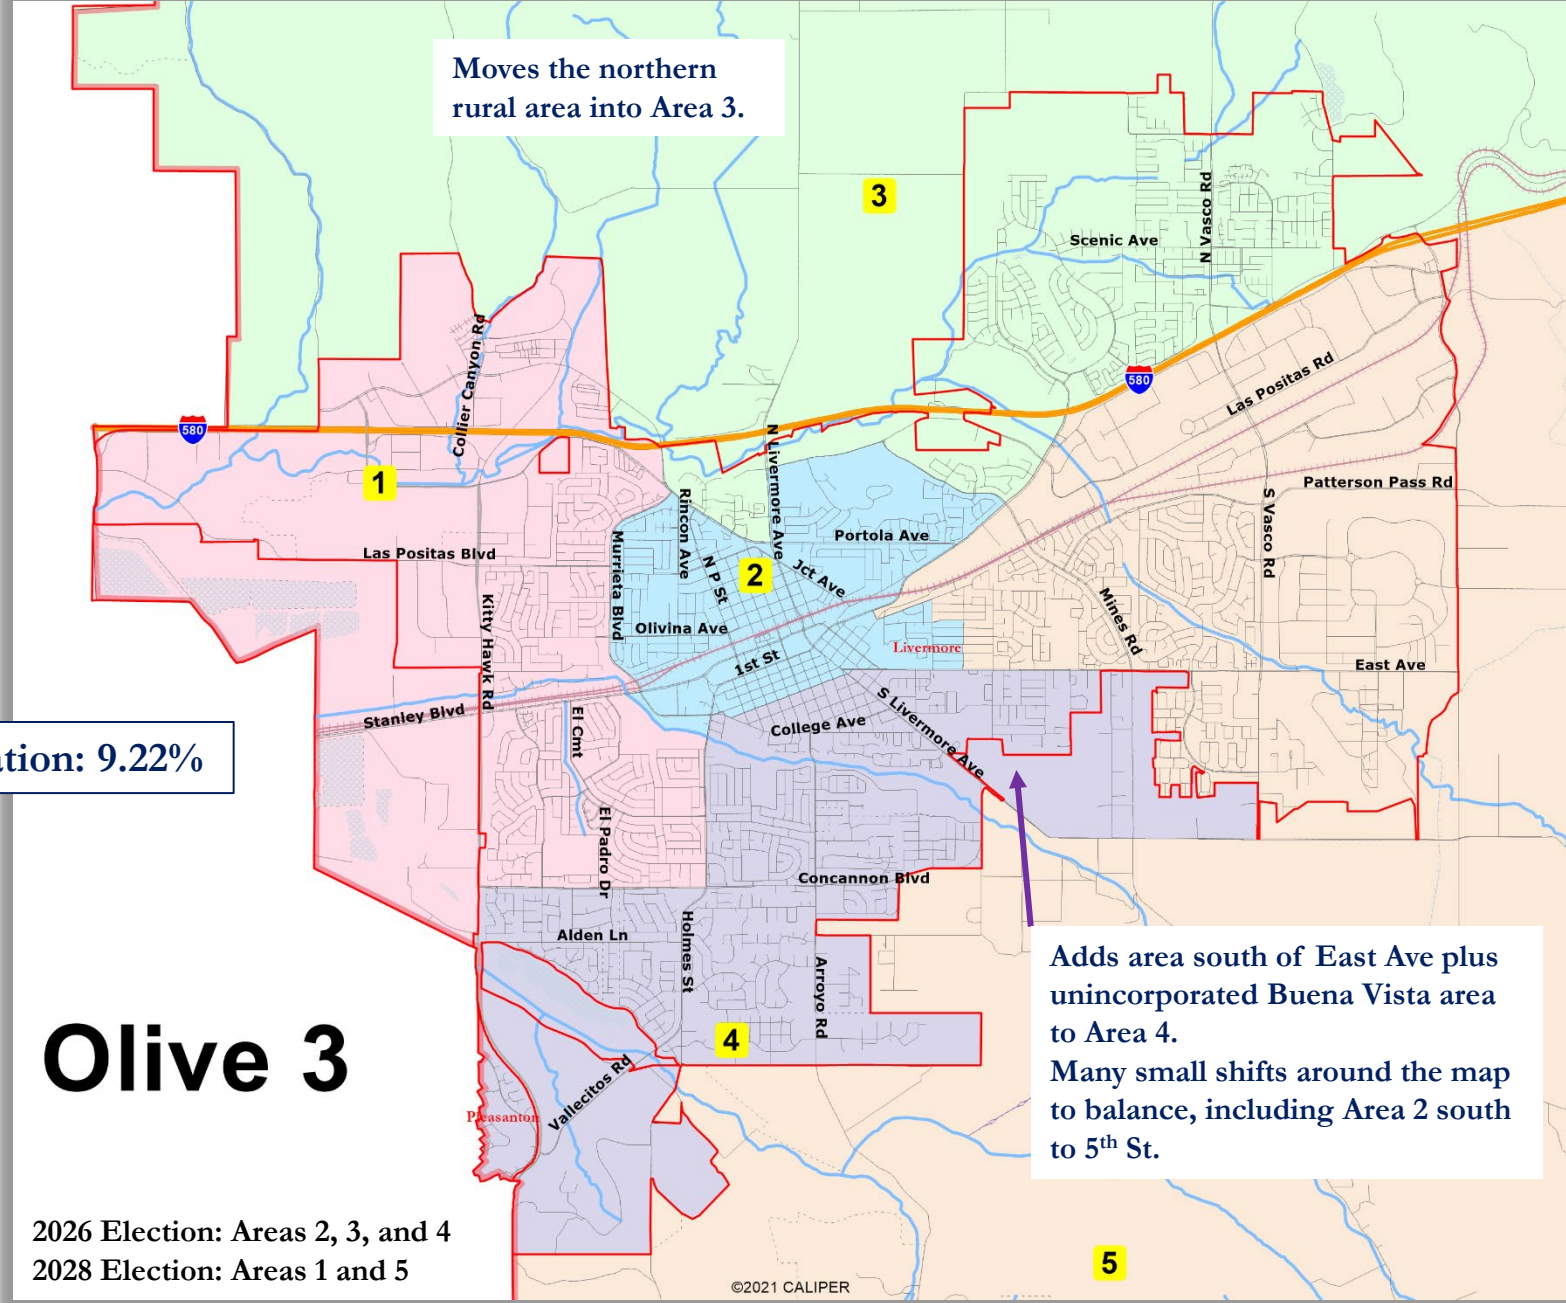 Moves the northern
rural area into Area 3.
3
Scenic Ave
N Vasco Rd
580
Las Positas Rd
Collier Canyon Rd
580
N Livermore Ave
1
Patterson Pass Rd
S Vasco Rd
Rincon Ave
Portola Ave
Murrieta Blvd
Las Positas Blvd
N P St
2
Jct Ave
Mines Rd
Kitty Hawk Rd
Olivina Ave
Livermore
1st St
East Ave
Stanley Blvd
El Cmt
College Ave
S Livermore Ave
ation: 9.22%
El Padro Dr
Concannon Blvd
Alden Ln
Holmes St
Arroyo Rd
Adds area south of East Ave plus
unincorporated Buena Vista area
to Area 4.
Many small shifts around the map
to balance, including Area 2 south
to 5th St.
4
Olive 3
Vallecitos Rd
Pleasanton
2026 Election: Areas 2, 3, and 4
2028 Election: Areas 1 and 5
5
©2021 CALIPER